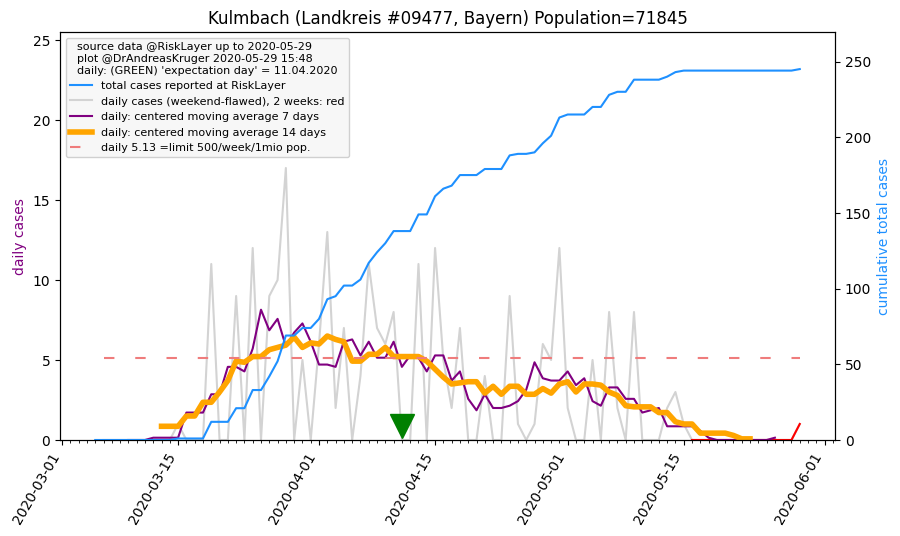 Kulmbach (Landkreis #09477, Bayern) Population=71845
source data @RiskLayer up to 2020-05-29
plot @DrAndreasKruger 2020-05-29 15:48
daily: (GREEN) 'expectation day' = 11.04.2020
total cases reported at RiskLayer
daily cases (weekend-flawed), 2 weeks: red
daily: centered moving average 7 days
daily: centered moving average 14 days
daily 5.13 =limit 500/week/1mio pop.
daily cases
25
20
15
10
5
0
cumulative total cases
250
200
150
100
50
0
2020-03-01
2020-03-15
2020-04-01
2020-04-15
2020-05-01
2020-05-15
2020-06-01